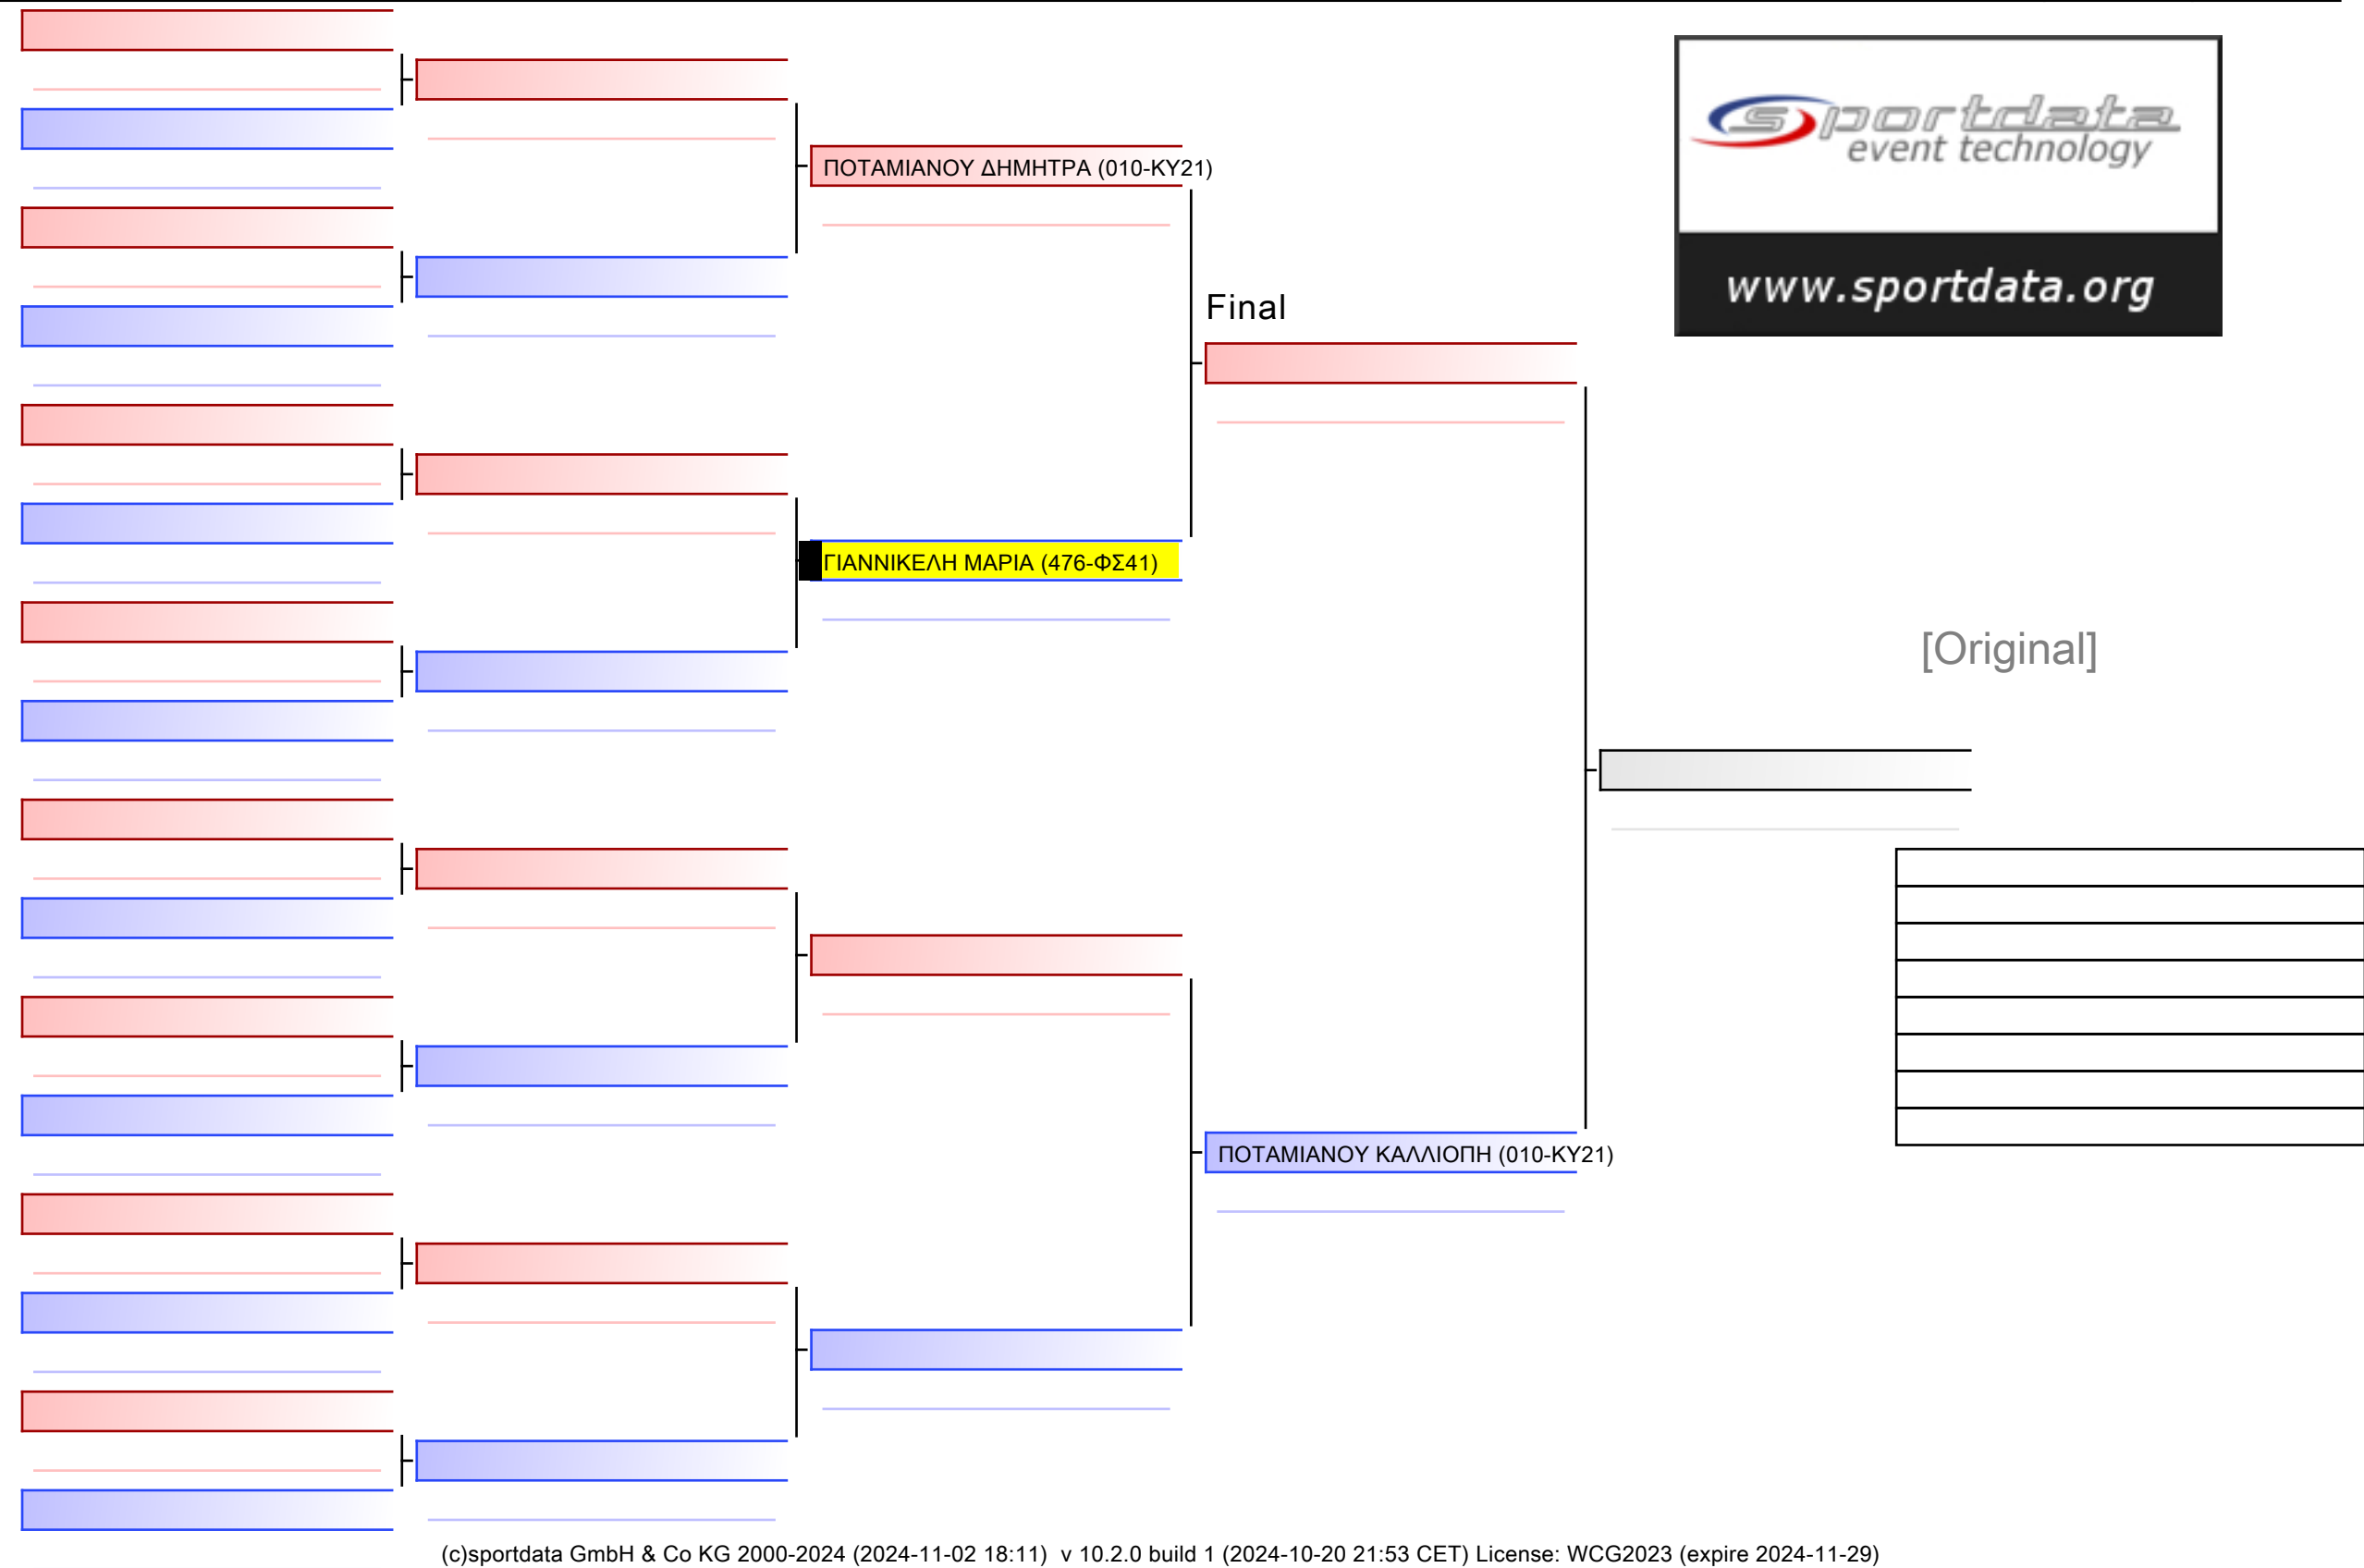 sportdata
event technology
www.sportdata.org
ΠΟΤΑΜΙΑΝΟΥ ΔΗΜΗΤΡΑ (010-ΚΥ21)
Final
ΓΙΑΝΝΙΚΕΛΗ ΜΑΡΙΑ (476-ΦΣ41)
[Original]
ΠΟΤΑΜΙΑΝΟΥ ΚΑΛΛΙΟΠΗ (010-ΚΥ21)
(c)sportdata GmbH & Co KG 2000-2024 (2024-11-02 18:11) v 10.2.0 build 1 (2024-10-20 21:53 CET) License: WCG2023 (expire 2024-11-29)